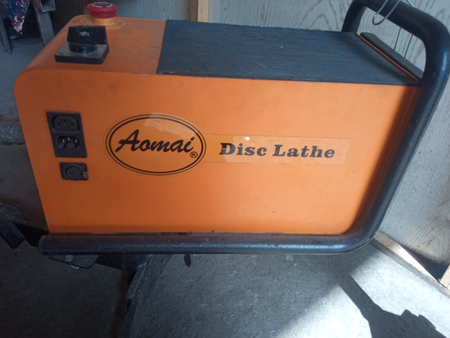 Aomai ®
Disc Lathe